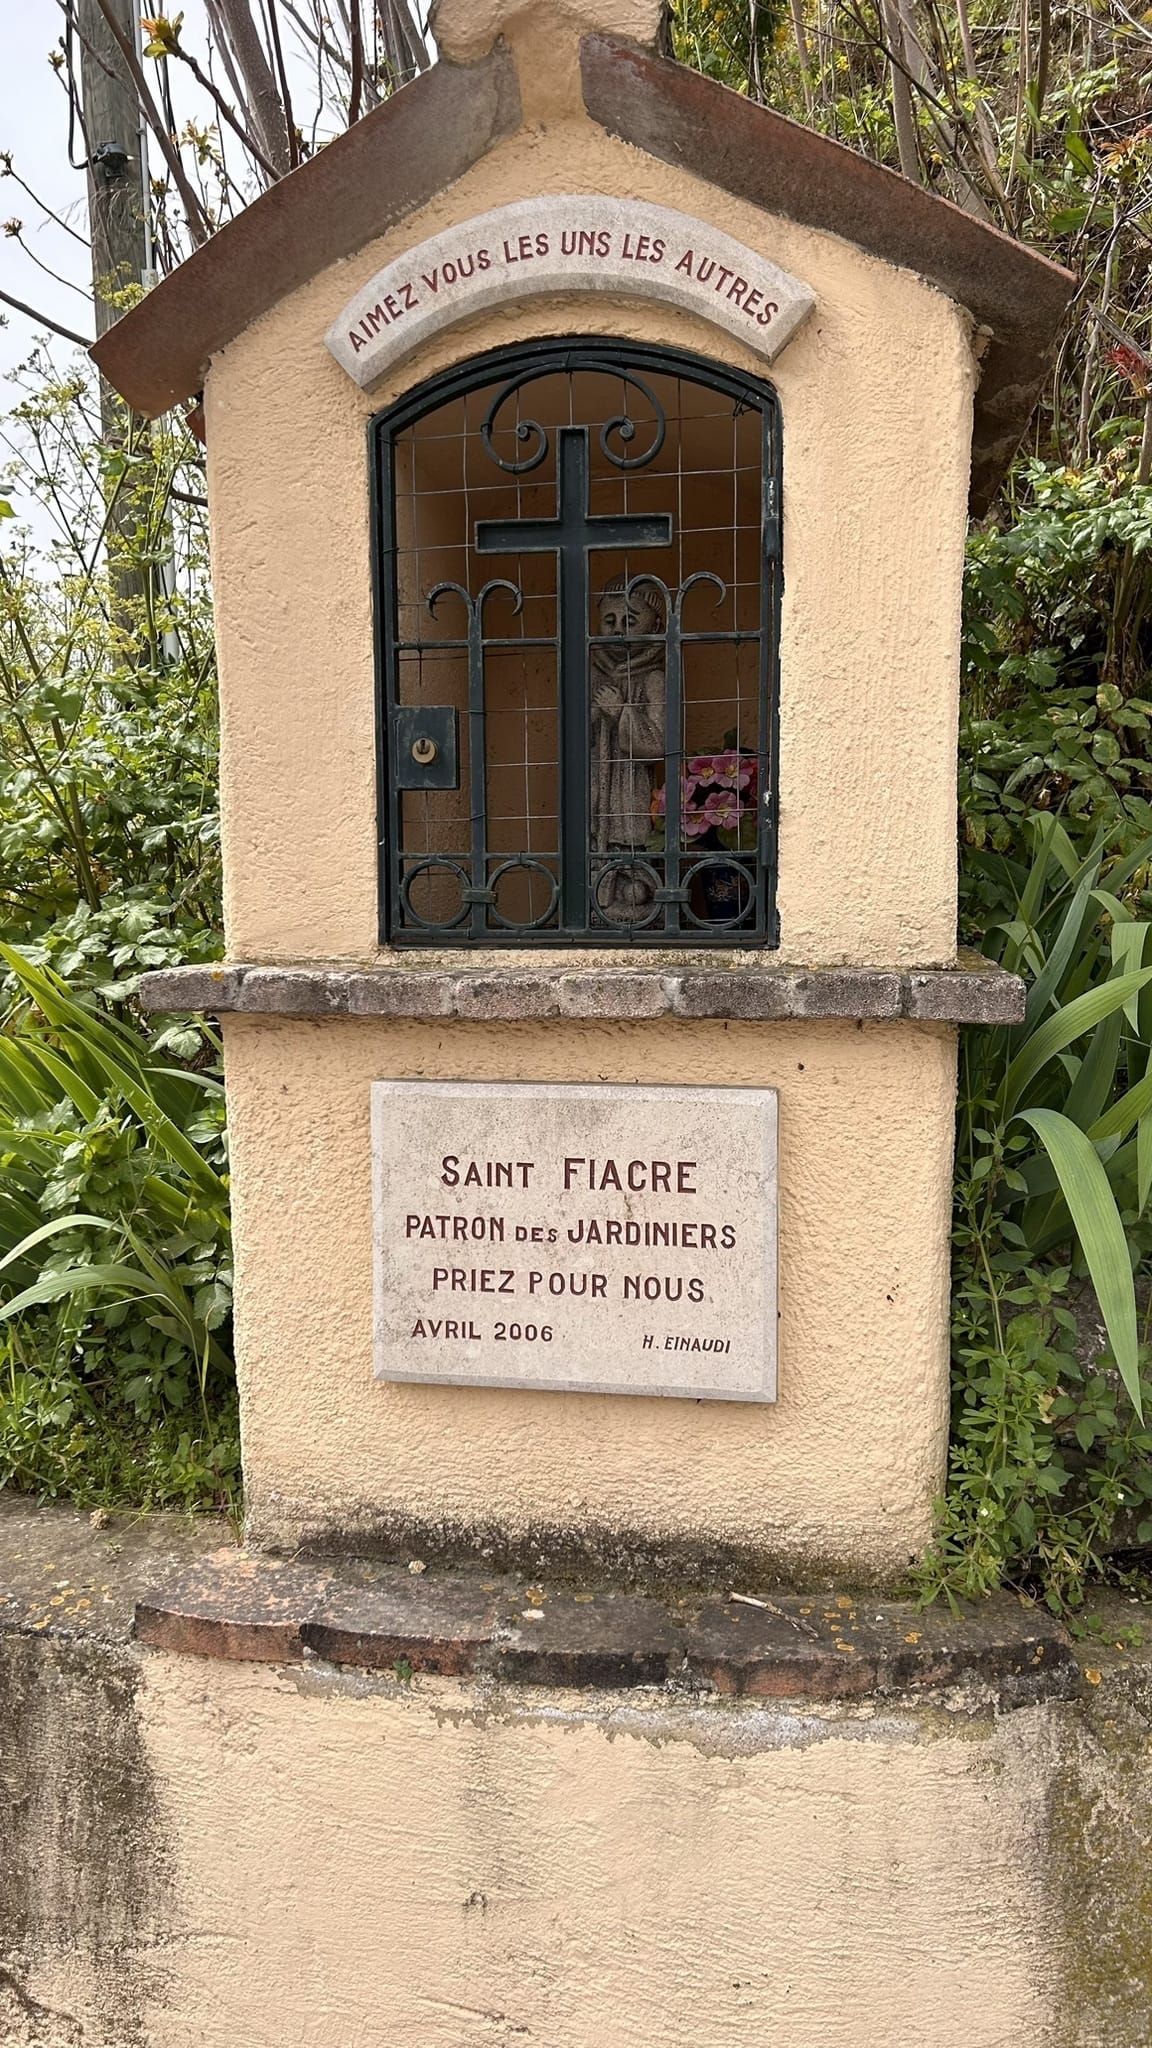 AIMEZ VOUS LES UNS LES AUTRES
SAINT FIACRE
PATRON DES JARDINIERS
PRIEZ POUR NOUS
AVRIL 2006 H. EINAUDI